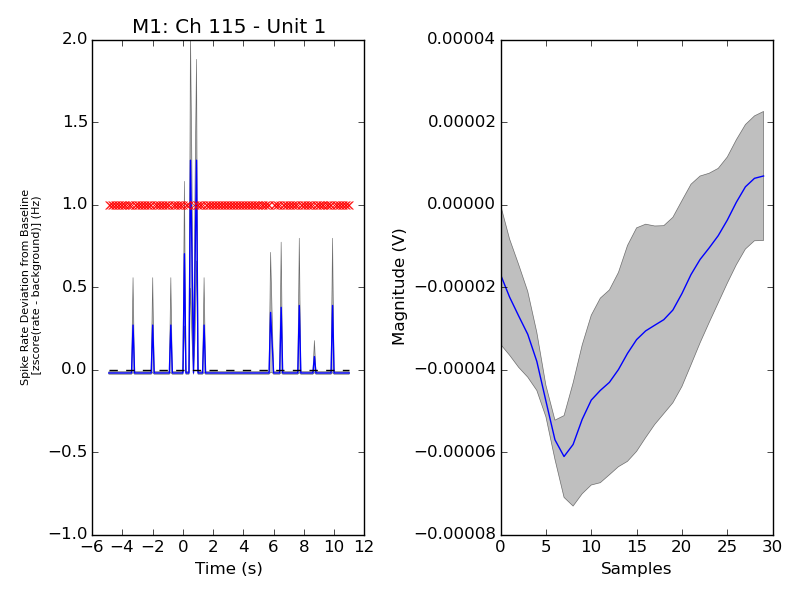 M1: Ch 115 - Unit 1
2.0
1.5
1.0
0.5
0.0
−0.5
−1.0
−6 −4 −2 0 2 4 6 8 10 12
Time (s)
Spike Rate Deviation from Baseline
[zscore(rate - background)] (Hz)
0.00004
0.00002
0.00000
−0.00002
−0.00004
−0.00006
−0.00008
0 5 10 15 20 25 30
Samples
Magnitude (V)